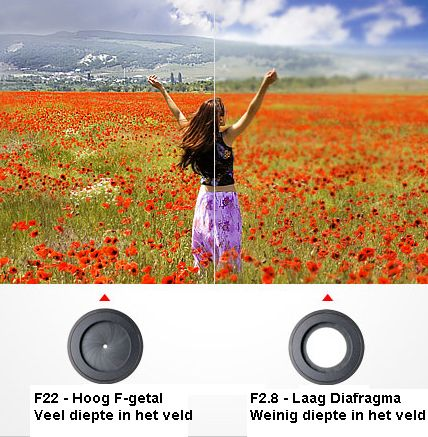 F22 - Hoog F-getal
Veel diepte in het veld
F2.8 - Laag Diafragma
Weinig diepte in het veld